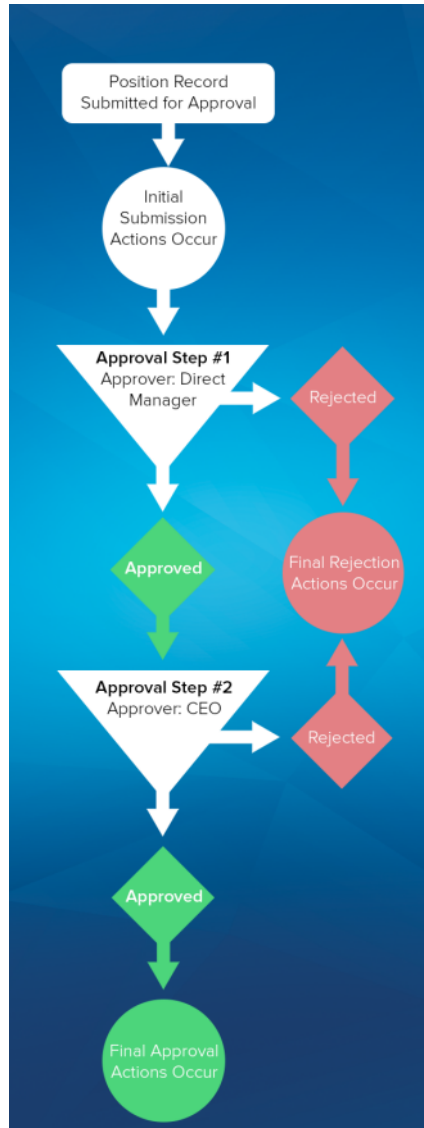 Position Record
Submitted for Approval
Initial
Submission
Actions Occur
Approval Step #1
Approver: Direct
Manager
Rejected
Approved
Final Rejection
Actions Occur
Approval Step #2
Approver: CEO
Rejected
Approved
Final Approval
Actions Occur